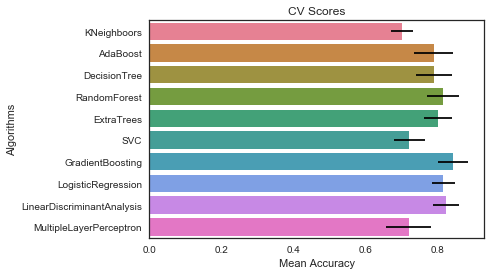 CV Scores
KNeighboors
AdaBoost
DecisionTree
RandomForest
ExtraTrees
SVC
GradientBoosting
LogisticRegression
LinearDiscriminantAnalysis
MultipleLayerPerceptron
Algorithms
0.0 0.2 0.4 0.6 0.8
Mean Accuracy